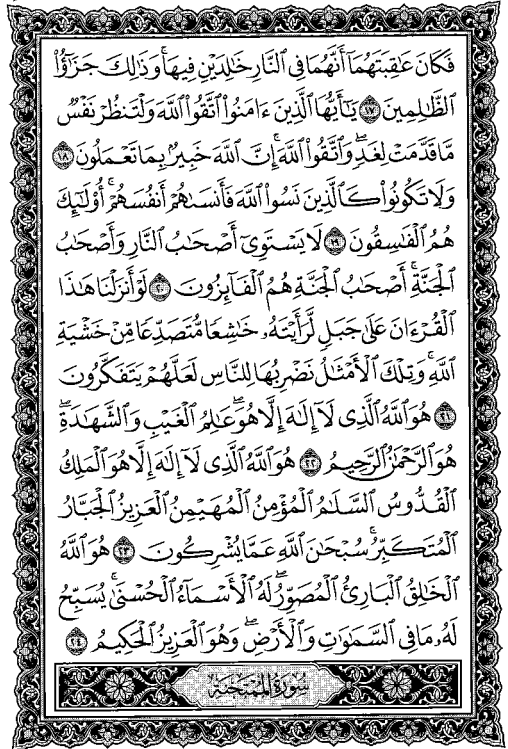 فَكَانَ عَٰقِبَتَهُمَآ أَنَّهُمَا فِي ٱلنَّارِ خَٰلِدَيْنِ فِيهَاۚ وَذَٰلِكَ جَزَٰٓؤُا۟
ٱلظَّٰلِمِينَ ١٧ يَٰٓأَيُّهَا ٱلَّذِينَ ءَامَنُوا۟ ٱتَّقُوا۟ ٱللَّهَ وَلْتَنظُرْ نَفْسٌ
مَّا قَدَّمَتْ لِغَدٍۖ وَٱتَّقُوا۟ ٱللَّهَۚ إِنَّ ٱللَّهَ خَبِيرٌۢ بِمَا تَعْمَلُونَ ١٨
وَلَا تَكُونُوا۟ كَٱلَّذِينَ نَسُوا۟ ٱللَّهَ فَأَنسَىٰهُمْ أَنفُسَهُمْۚ أُو۟لَٰٓئِكَ
هُمُ ٱلْفَٰسِقُونَ ١٩ لَا يَسْتَوِىٓ أَصْحَٰبُ ٱلنَّارِ وَأَصْحَٰبُ
ٱلْجَنَّةِۚ أَصْحَٰبُ ٱلْجَنَّةِ هُمُ ٱلْفَآئِزُونَ ٢٠ لَوْ أَنزَلْنَا هَٰذَا
ٱلْقُرْءَانَ عَلَىٰ جَبَلٍ لَّرَأَيْتَهُۥ خَٰشِعًا مُّتَصَدِّعًا مِّنْ خَشْيَةِ
ٱللَّهِۚ وَتِلْكَ ٱلْأَمْثَٰلُ نَضْرِبُهَا لِلنَّاسِ لَعَلَّهُمْ يَتَفَكَّرُونَ
٢١ هُوَ ٱللَّهُ ٱلَّذِى لَآ إِلَٰهَ إِلَّا هُوَۖ عَٰلِمُ ٱلْغَيْبِ وَٱلشَّهَٰدَةِۖ
هُوَ ٱلرَّحْمَٰنُ ٱلرَّحِيمُ ٢٢ هُوَ ٱللَّهُ ٱلَّذِى لَآ إِلَٰهَ إِلَّا هُوَ ٱلْمَلِكُ
ٱلْقُدُّوسُ ٱلسَّلَٰمُ ٱلْمُؤْمِنُ ٱلْمُهَيْمِنُ ٱلْعَزِيزُ ٱلْجَبَّارُ
ٱلْمُتَكَبِّرُۚ سُبْحَٰنَ ٱللَّهِ عَمَّا يُشْرِكُونَ ٢٣ هُوَ ٱللَّهُ
ٱلْخَٰلِقُ ٱلْبَارِئُ ٱلْمُصَوِّرُۖ لَهُ ٱلْأَسْمَآءُ ٱلْحُسْنَىٰۚ يُسَبِّحُ
لَهُۥ مَا فِي ٱلسَّمَٰوَٰتِ وَٱلْأَرْضِۖ وَهُوَ ٱلْعَزِيزُ ٱلْحَكِيمُ ٢٤
سُورَةُ الْمُمْتَحِنَةِ